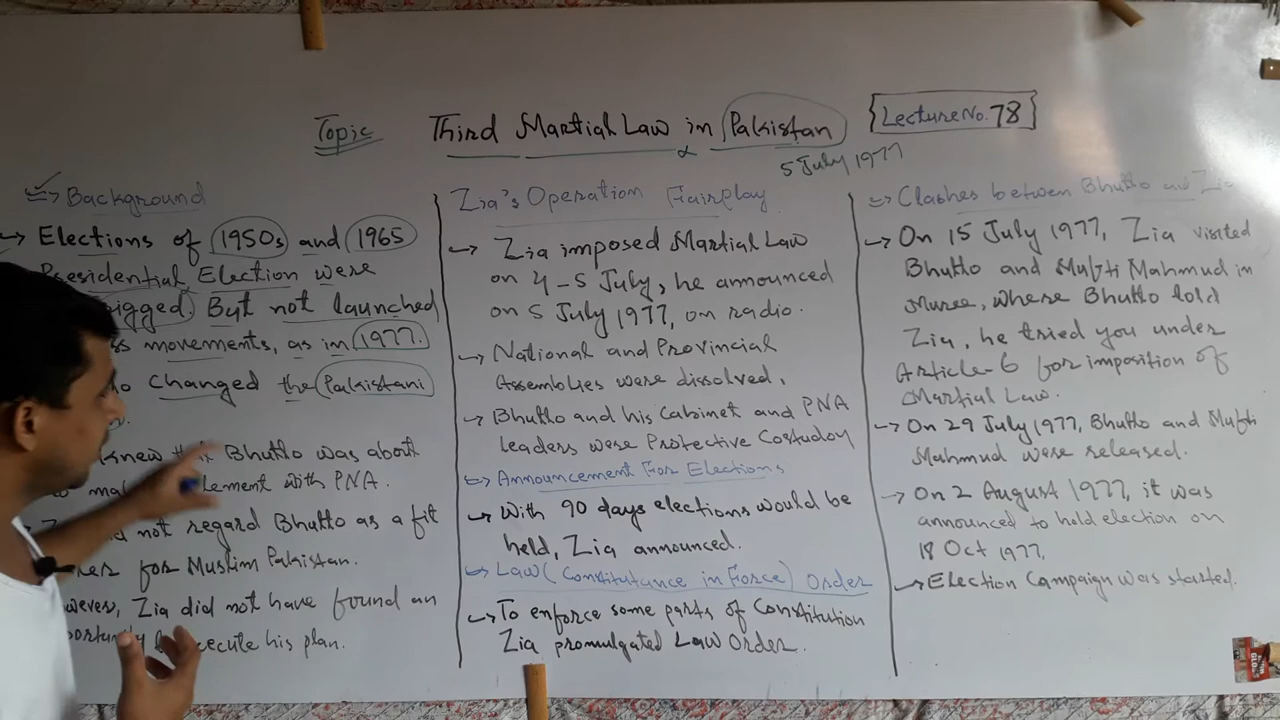 Topic Third Martial Law in Pakistan
{Lecture No. 78}
5 July 1977
Background
Elections of 1950s and 1965
Presidential Election were
rigged. But not launched
movements, as in 1977.
changed the Pakistani
knew Bhutto was about
with PNA.
not regard Bhutto as a fit
for Muslim Pakistan.
Zia did not have found an
his plan.
Zia's Operation Fairplay
→ Zia imposed Martial Law
on 4-5 July, he announced
on 5 July 1977, on radio.
→ National and Provincial
Assemblies were dissolved.
→ Bhutto and his Cabinet and PNA
leaders were Protective Costudoy
Announcement For Elections
→ With 90 days elections would be
held, Zia announced.
Law (Constitutance in Force) Order
→ To enforce some parts of Constitution
Zia promulgated Law Order.
Clashes between Bhutto and Zia
→ On 15 July 1977, Zia visited
Bhutto and Mufti Mahmud in
Muree, where Bhutto told
Zia, he tried you under
Article-6 for imposition of
Martial Law.
→ On 29 July 1977, Bhutto and Mufti
Mahmud were released.
→ On 2 August 1977, it was
announced to hold election on
18 Oct 1977.
→ Election Campaign was started.